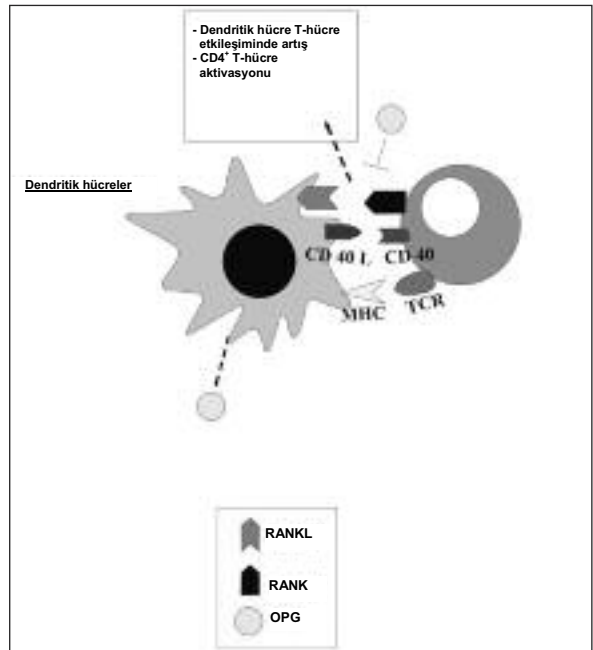 - Dendritik hücre T-hücre
etkileşiminde artış
- CD4+ T-hücre
aktivasyonu
Dendritik hücreler
CD 40 L CD 40
MHC TCR
RANKL
RANK
OPG